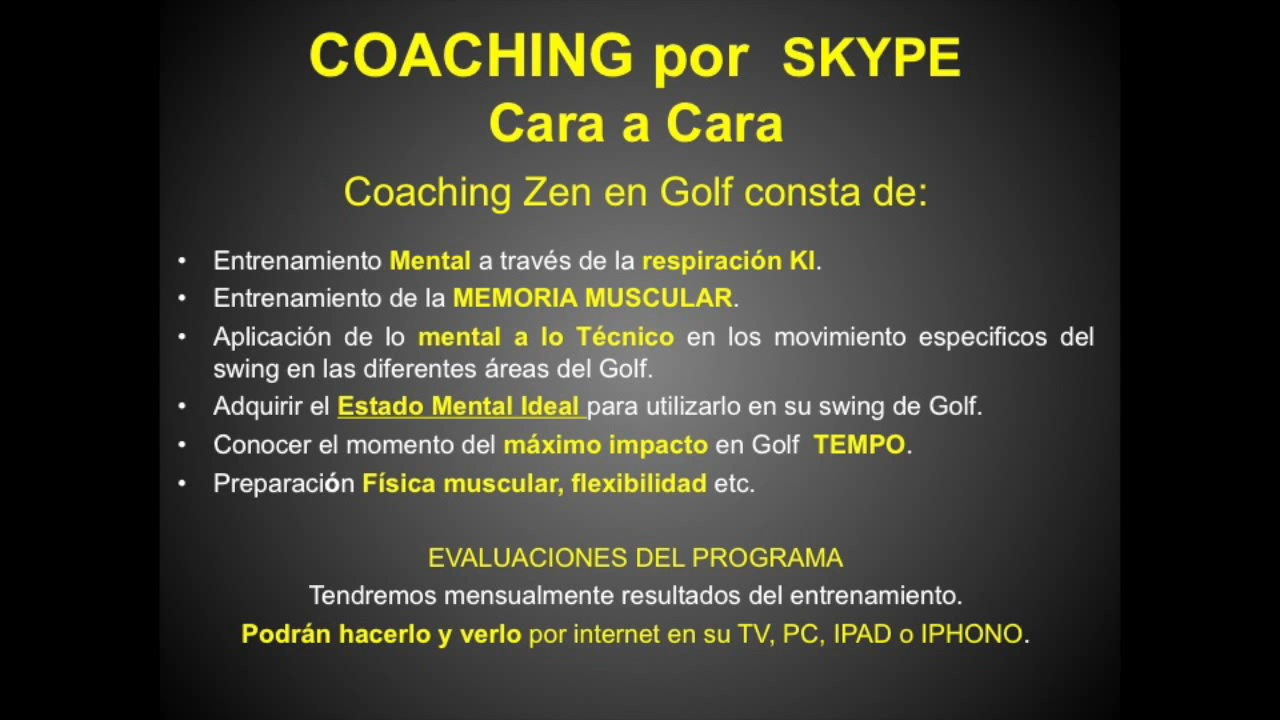 COACHING por SKYPE
Cara a Cara
Coaching Zen en Golf consta de:
• Entrenamiento Mental a través de la respiración KI.
• Entrenamiento de la MEMORIA MUSCULAR.
• Aplicación de lo mental a lo Técnico en los movimiento especificos del
swing en las diferentes áreas del Golf.
• Adquirir el Estado Mental Ideal para utilizarlo en su swing de Golf.
• Conocer el momento del máximo impacto en Golf TEMPO.
• Preparación Física muscular, flexibilidad etc.
EVALUACIONES DEL PROGRAMA
Tendremos mensualmente resultados del entrenamiento.
Podrán hacerlo y verlo por internet en su TV, PC, IPAD o IPHONO.